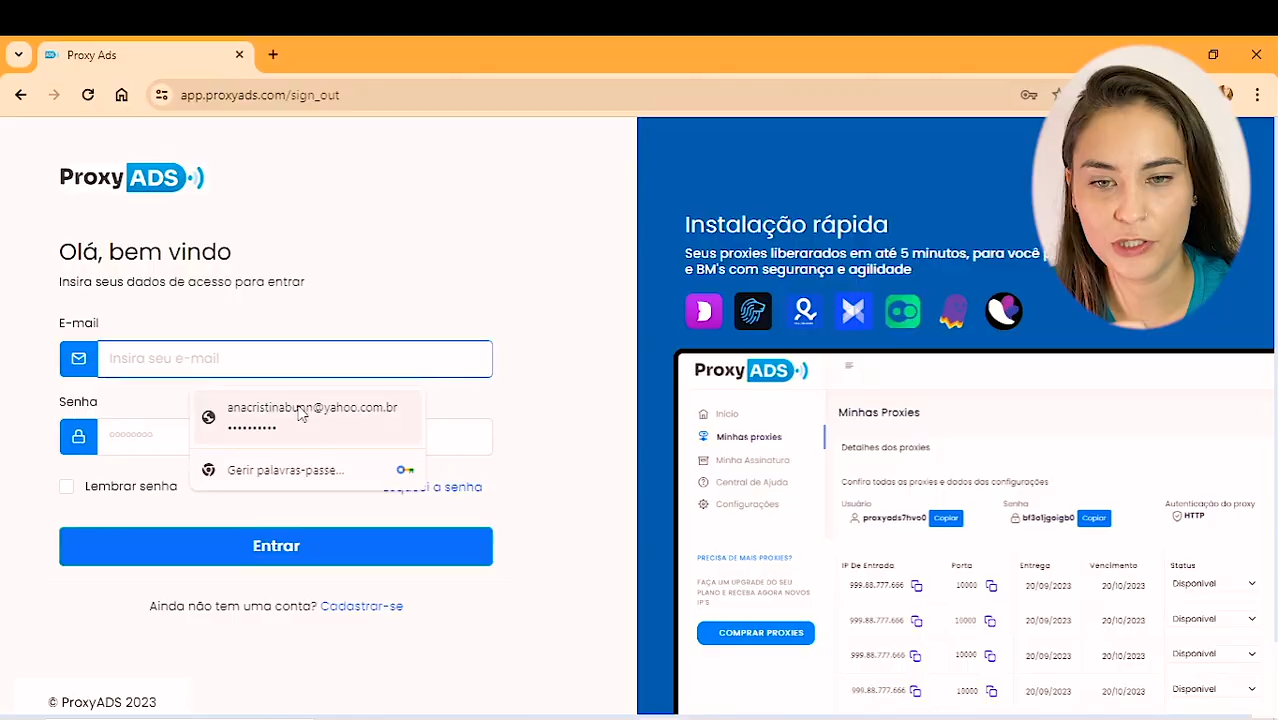 Proxy Ads
app.proxyads.com/sign_out
Proxy ADS
Olá, bem vindo
Insira seus dados de acesso para entrar
E-mail
Insira seu e-mail
Senha
anacristinabunn@yahoo.com.br
••••••••••
Gerir palavras-passe...
Lembrar senha
a senha
Entrar
Ainda não tem uma conta? Cadastrar-se
© ProxyADS 2023
Instalação rápida
Seus proxies liberarados em até 5 minutos, para você
e BM's com segurança e agilidade
Proxy ADS
Início
Minhas proxies
Minha Assinatura
Central de Ajuda
Configurações
PRECISA DE MAIS PROXIES?
FAÇA UM UPGRADE DO SEU
PLANO E RECEBA AGORA NOVOS
IP'S.
COMPRAR PROXIES
Minhas Proxies
Detalhes dos proxies
Confira todas as proxies e dados das configurações
Usuário Senha Autenticação do proxy
proxyads7hvo0 Copiar bf3o1jgoigb0 Copiar HTTP
IP De Entrada Porta Entrega Vencimento Status
999.88.777.666 10000 20/09/2023 20/10/2023 Disponível
999.88.777.666 10000 20/09/2023 20/10/2023 Disponível
999.88.777.666 10000 20/09/2023 20/10/2023 Disponível
999.88.777.666 10000 20/09/2023 20/10/2023 Disponível